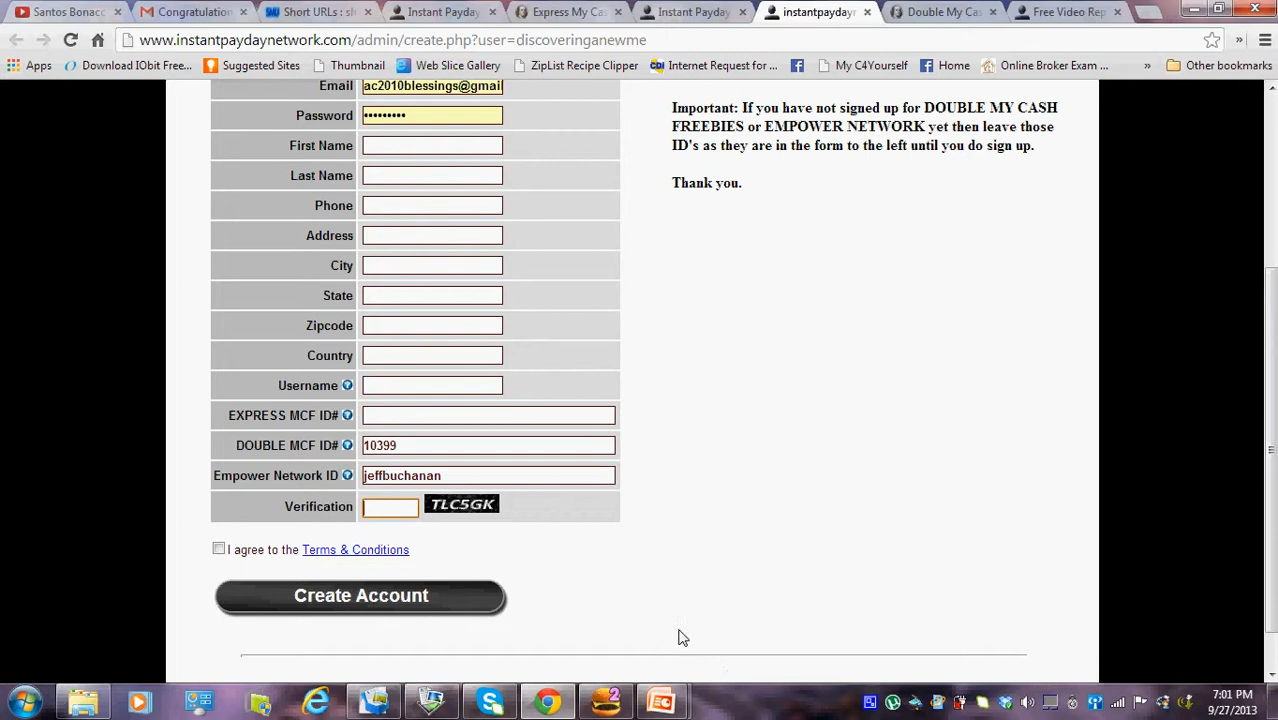 Santos Bonacc
Congratulation
Short URLs : sh
Instant Payday
Express My Cas
Instant Payday
instantpaydayn
Double My Cas
Free Video Rep
www.instantpaydaynetwork.com/admin/create.php?user=discoveringanewme
Apps
Download IObit Free...
Suggested Sites
Thumbnail
Web Slice Gallery
ZipList Recipe Clipper
Internet Request for...
My C4Yourself
Home
Online Broker Exam ...
»
Other bookmarks
Email ac2010blessings@gmail
Password •••••••••
First Name
Last Name
Phone
Address
City
State
Zipcode
Country
Username
EXPRESS MCF ID#
DOUBLE MCF ID# 10399
Empower Network ID jeffbuchanan
Verification TLC5GK
I agree to the Terms & Conditions
Create Account
Important: If you have not signed up for DOUBLE MY CASH
FREEBIES or EMPOWER NETWORK yet then leave those
ID's as they are in the form to the left until you do sign up.
Thank you.
7:01 PM
9/27/2013